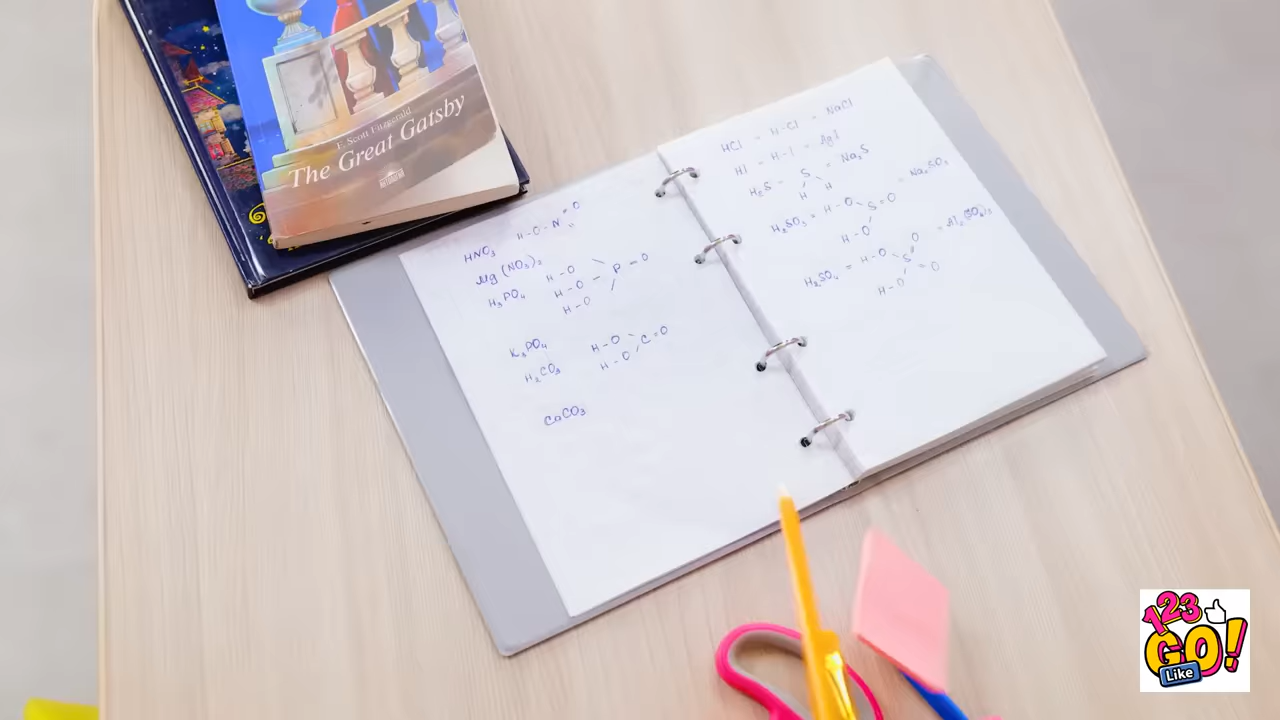 F. Scott Fitzgerald
The Great Gatsby
HNO₃ H-O-N=O
Mg(NO₃)₂
H₃PO₄ H-O
H-O-P=O
H-O
K₃PO₄
H₂CO₃ H-O
H-O C=O
CaCO₃
HCl = H-Cl = NaCl
HI = H-I = AgI
H₂S - S = Na₂S
H H
H₂SO₃ = H-O S=O = Na₂SO₃
H-O
H₂SO₄ = H-O S O = Al₂(SO₄)₃
H-O O
123
GO!
Like